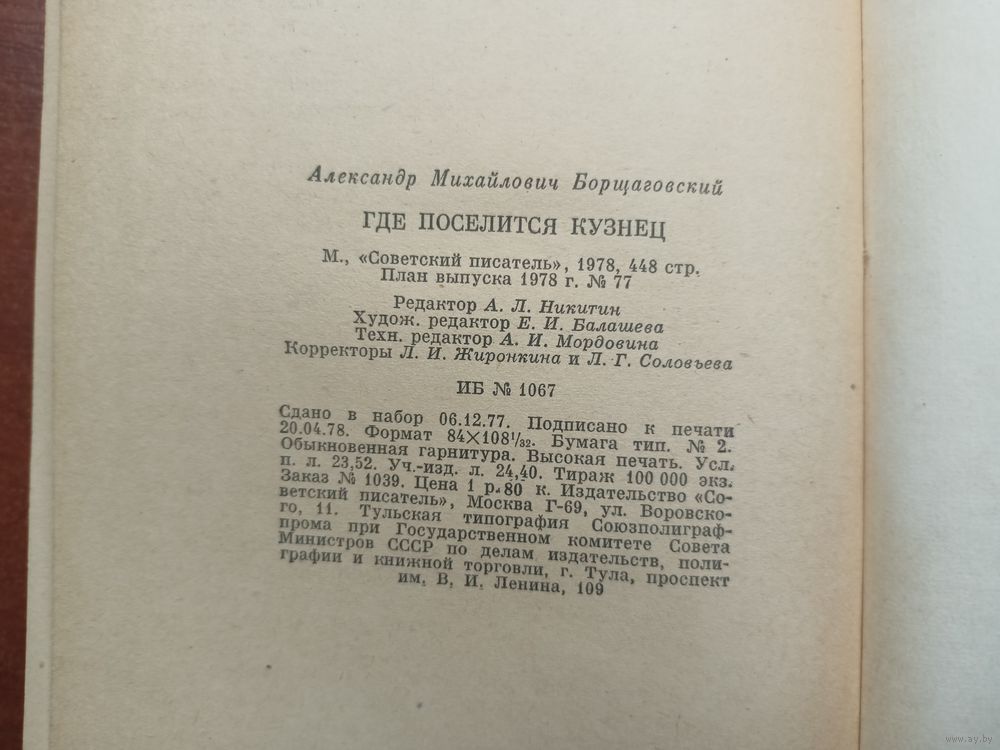 Александр Михайлович Борщаговский
ГДЕ ПОСЕЛИТСЯ КУЗНЕЦ
М., «Советский писатель», 1978, 448 стр.
План выпуска 1978 г. № 77
Редактор А. Л. Никитин
Худож. редактор Е. И. Балашева
Техн. редактор А. И. Мордовина
Корректоры Л. И. Жиронкина и Л. Г. Соловьева
ИБ № 1067
Сдано в набор 06.12.77. Подписано к печати
20.04.78. Формат 84×108¹/₃₂. Бумага тип. № 2.
Обыкновенная гарнитура. Высокая печать. Усл.
п. л. 23,52. Уч.-изд. л. 24,40. Тираж 100 000 экз.
Заказ № 1039. Цена 1 р. 80 к. Издательство «Со-
ветский писатель», Москва Г-69, ул. Воровско-
го, 11. Тульская типография Союзполиграф-
прома при Государственном комитете Совета
Министров СССР по делам издательств, поли-
графии и книжной торговли, г. Тула, проспект
им. В. И. Ленина, 109
www.ay.by